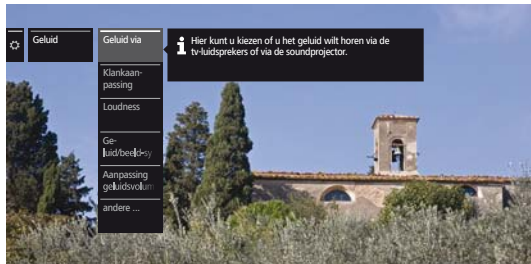 Geluid
Geluid via
Hier kunt u kiezen of u het geluid wilt horen via de
tv-luidsprekers of via de soundprojector.
Klankaan-
passing
Loudness
Ge-
luid/beeld-sy
Aanpassing
geluidsvolum
andere ...